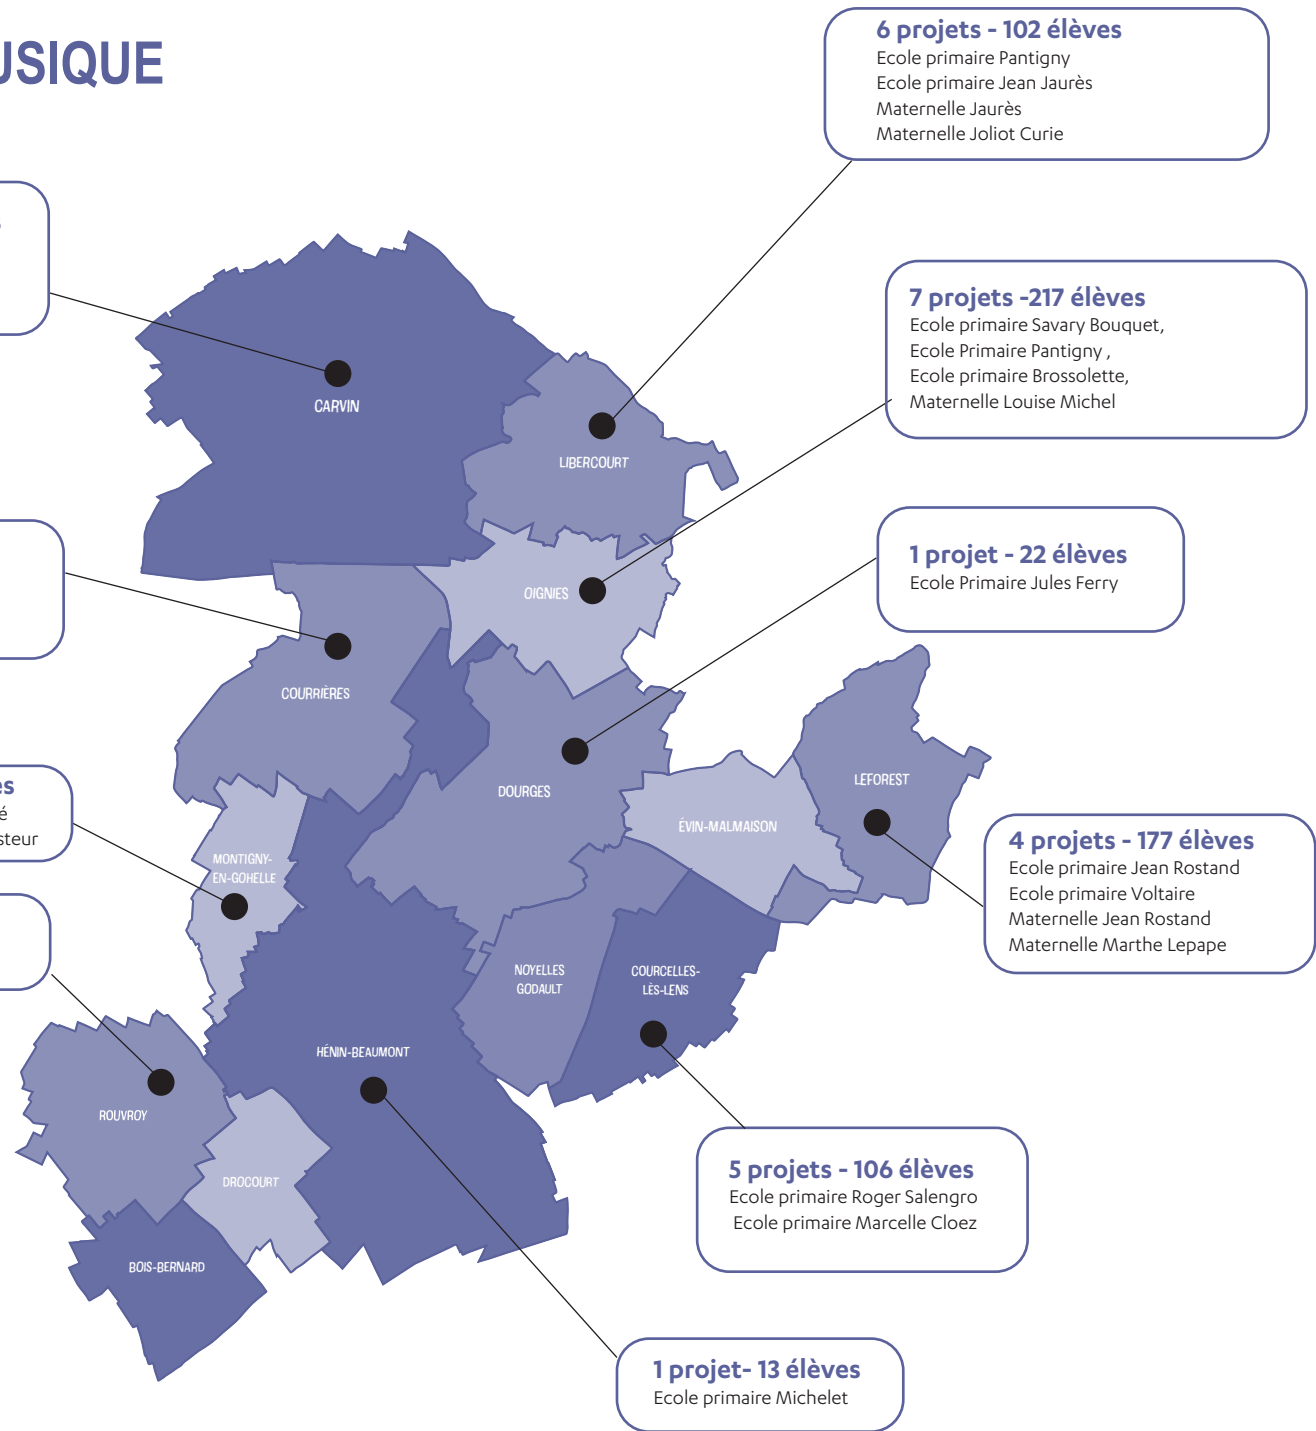 USIQUE
6 projets - 102 élèves
Ecole primaire Pantigny
Ecole primaire Jean Jaurès
Maternelle Jaurès
Maternelle Joliot Curie
7 projets -217 élèves
Ecole primaire Savary Bouquet,
Ecole Primaire Pantigny ,
Ecole primaire Brossolette,
Maternelle Louise Michel
1 projet - 22 élèves
Ecole Primaire Jules Ferry
4 projets - 177 élèves
Ecole primaire Jean Rostand
Ecole primaire Voltaire
Maternelle Jean Rostand
Maternelle Marthe Lepape
5 projets - 106 élèves
Ecole primaire Roger Salengro
Ecole primaire Marcelle Cloez
1 projet- 13 élèves
Ecole primaire Michelet
CARVIN
LIBERCOURT
OIGNIES
COURRIÈRES
DOURGES
LEFOREST
ÉVIN-MALMAISON
MONTIGNY-
EN-GOHELLE
NOYELLES
GODAULT
COURCELLES-
LÈS-LENS
HÉNIN-BEAUMONT
ROUVROY
DROCOURT
BOIS-BERNARD